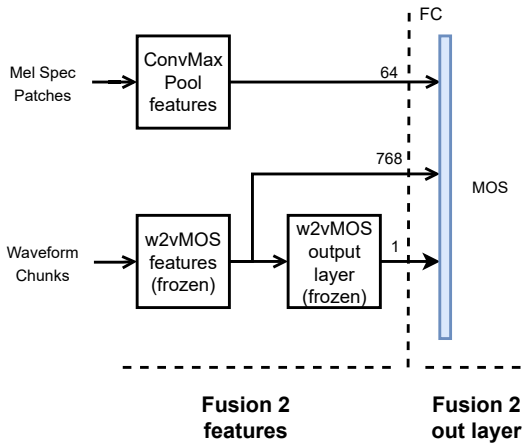 FC
Mel Spec
Patches
ConvMax
Pool
features
64
768
MOS
Waveform
Chunks
w2vMOS
features
(frozen)
w2vMOS
output
layer
(frozen)
1
Fusion 2
features
Fusion 2
out layer